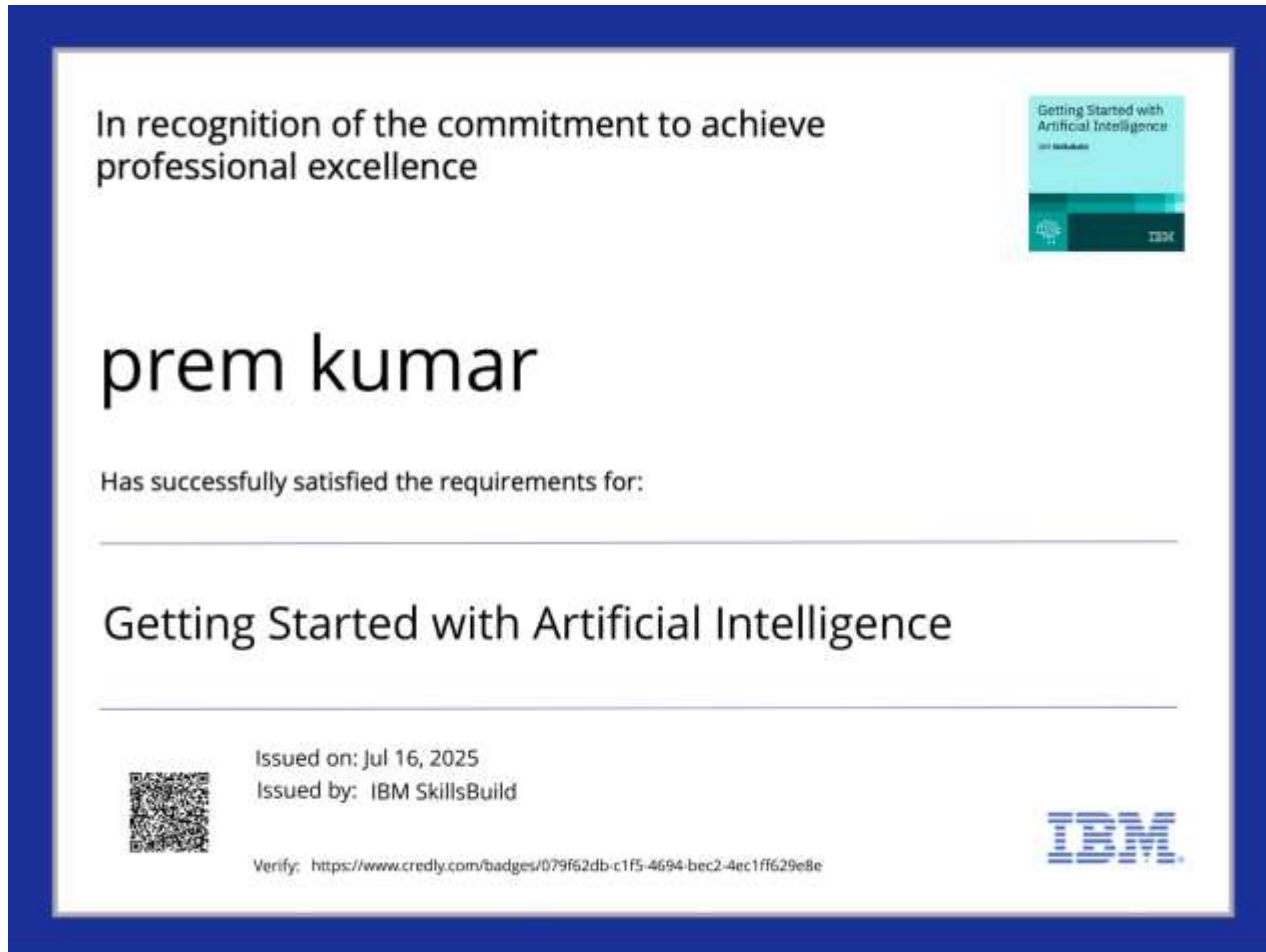 In recognition of the commitment to achieve
professional excellence
Getting Started with
Artificial Intelligence
IBM SkillsBuild
IBM
prem kumar
Has successfully satisfied the requirements for:
Getting Started with Artificial Intelligence
Issued on: Jul 16, 2025
Issued by: IBM SkillsBuild
Verify: https://www.credly.com/badges/079f62db-c1f5-4694-bec2-4ec1ff629e8e
IBM